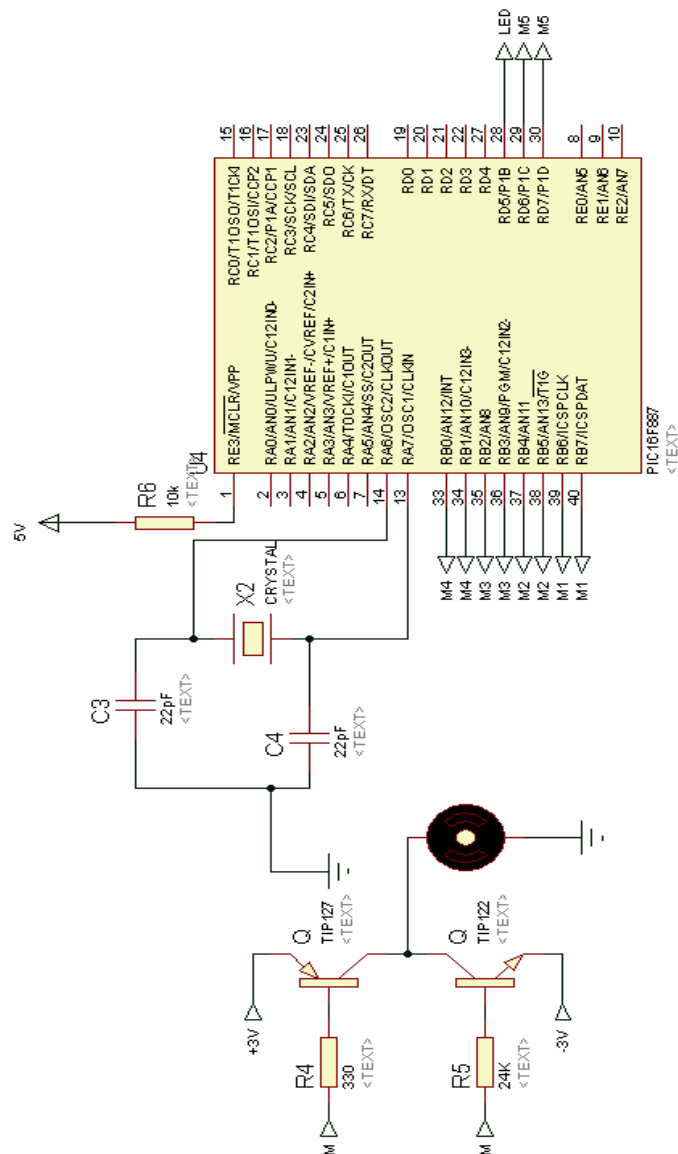 5V
R6
10k
<TEXT>
U4
C3
22pF
<TEXT>
X2
CRYSTAL
<TEXT>
C4
22pF
<TEXT>
1
RE3/MCLR/VPP
2
RA0/AN0/ULPWU/C12IN0-
3
RA1/AN1/C12IN1-
4
RA2/AN2/VREF-/CVREF/C2IN+
5
RA3/AN3/VREF+/C1IN+
6
RA4/T0CKI/C1OUT
7
RA5/AN4/SS/C2OUT
14
RA6/OSC2/CLKOUT
13
RA7/OSC1/CLKIN
M4
33
RB0/AN12/INT
M4
34
RB1/AN10/C12IN3-
M3
35
RB2/AN8
M3
36
RB3/AN9/PGM/C12IN2-
M2
37
RB4/AN11
M2
38
RB5/AN13/T1G
M1
39
RB6/ICSPCLK
M1
40
RB7/ICSPDAT
RC0/T1OSO/T1CKI
15
RC1/T1OSI/CCP2
16
RC2/P1A/CCP1
17
RC3/SCK/SCL
18
RC4/SDI/SDA
23
RC5/SDO
24
RC6/TX/CK
25
RC7/RX/DT
26
RD0
19
RD1
20
RD2
21
RD3
22
RD4
27
RD5/P1B
28
LED
RD6/P1C
29
M5
RD7/P1D
30
M5
RE0/AN5
8
RE1/AN6
9
RE2/AN7
10
PIC16F887
<TEXT>
+3V
Q
TIP127
<TEXT>
M
R4
330
<TEXT>
Q
TIP122
<TEXT>
M
R5
24K
<TEXT>
-3V